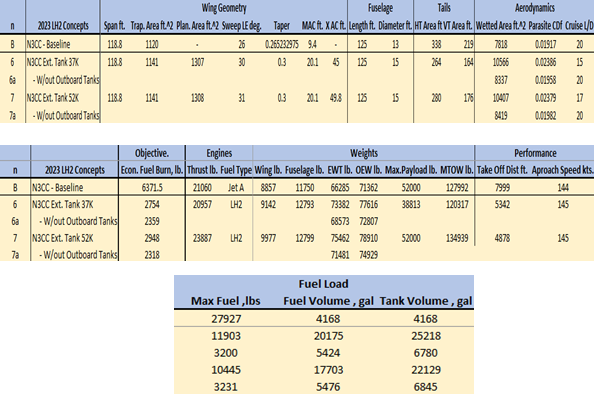 Wing Geometry Fuselage Tails Aerodynamics
n 2023 LH2 Concepts Span ft. Trap. Area ft.^2 Plan. Area ft.^2 Sweep LE deg. Taper MAC ft. X AC ft. Length ft. Diameter ft. HT Area ft VT Area ft. Wetted Area ft.^2 Parasite CDf Cruise L/D
B N3CC - Baseline 118.8 1120 - 26 0.265232975 9.4 - 125 13 338 219 7818 0.01917 20
6 N3CC Ext. Tank 37K 118.8 1141 1307 30 0.3 20.1 45 125 15 264 164 10566 0.02386 15
6a - W/out Outboard Tanks 8337 0.01958 20
7 N3CC Ext. Tank 52K 118.8 1141 1308 31 0.3 20.1 49.8 125 15 280 176 10407 0.02379 17
7a - W/out Outboard Tanks 8419 0.01982 20
Objective. Engines Weights Performance
n 2023 LH2 Concepts Econ. Fuel Burn, lb. Thrust lb. Fuel Type Wing lb. Fuselage lb. EWT lb. OEW lb. Max.Payload lb. MTOW lb. Take Off Dist ft. Aproach Speed kts.
B N3CC - Baseline 6371.5 21060 Jet A 8857 11750 66285 71362 52000 127992 7999 144
6 N3CC Ext. Tank 37K 2754 20957 LH2 9142 12793 73382 77616 38813 120317 5342 145
6a - W/out Outboard Tanks 2359 68573 72807
7 N3CC Ext. Tank 52K 2948 23887 LH2 9977 12799 75462 78910 52000 134939 4878 145
7a - W/out Outboard Tanks 2318 71481 74929
Fuel Load
Max Fuel ,lbs Fuel Volume , gal Tank Volume , gal
27927 4168 4168
11903 20175 25218
3200 5424 6780
10445 17703 22129
3231 5476 6845